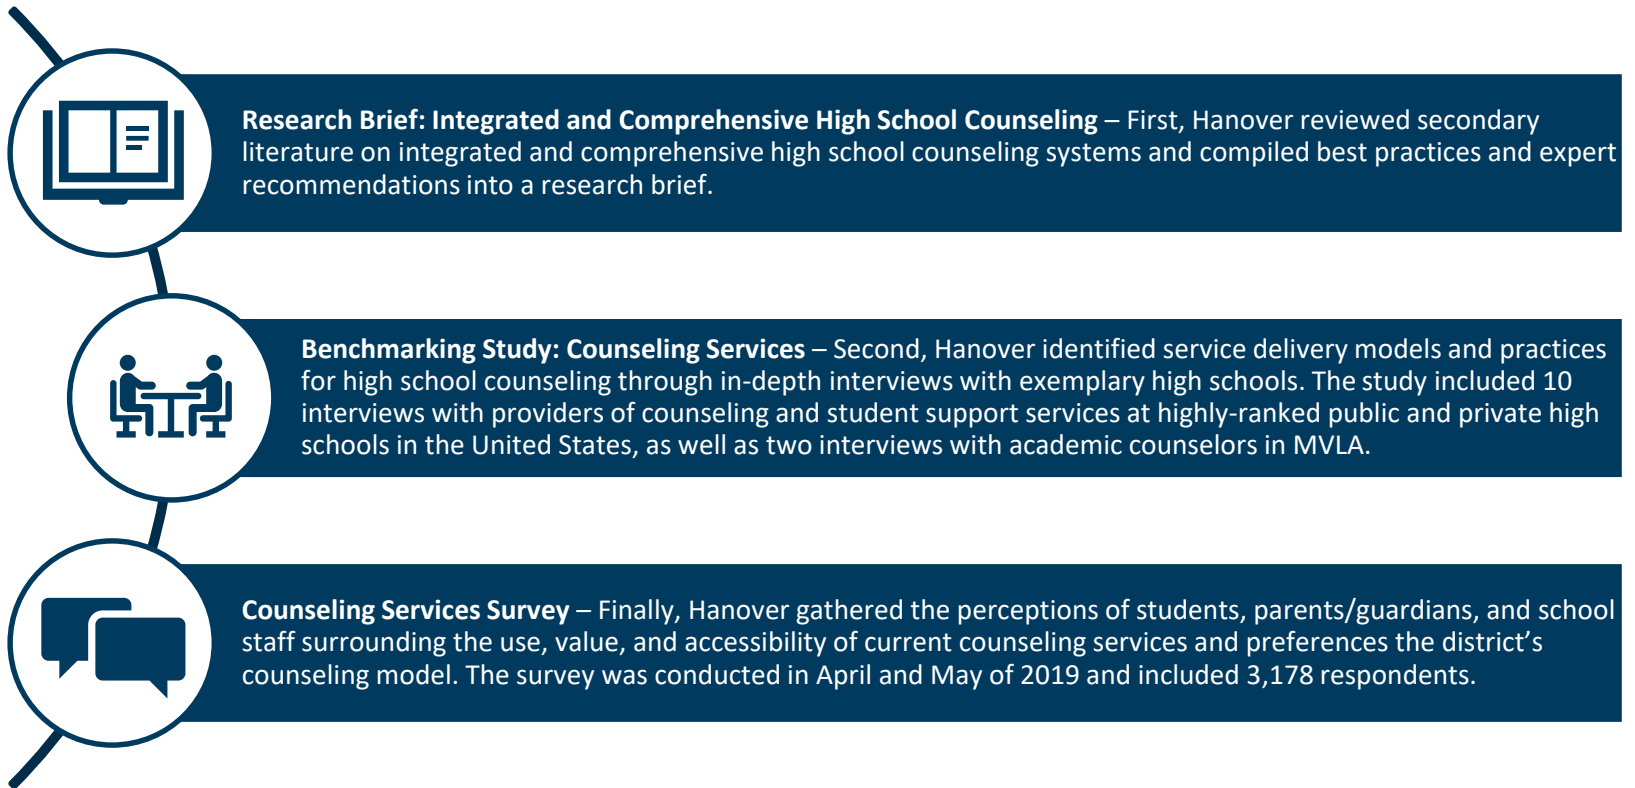 Research Brief: Integrated and Comprehensive High School Counseling – First, Hanover reviewed secondary
literature on integrated and comprehensive high school counseling systems and compiled best practices and expert
recommendations into a research brief.
Benchmarking Study: Counseling Services – Second, Hanover identified service delivery models and practices
for high school counseling through in-depth interviews with exemplary high schools. The study included 10
interviews with providers of counseling and student support services at highly-ranked public and private high
schools in the United States, as well as two interviews with academic counselors in MVLA.
Counseling Services Survey – Finally, Hanover gathered the perceptions of students, parents/guardians, and school
staff surrounding the use, value, and accessibility of current counseling services and preferences the district’s
counseling model. The survey was conducted in April and May of 2019 and included 3,178 respondents.